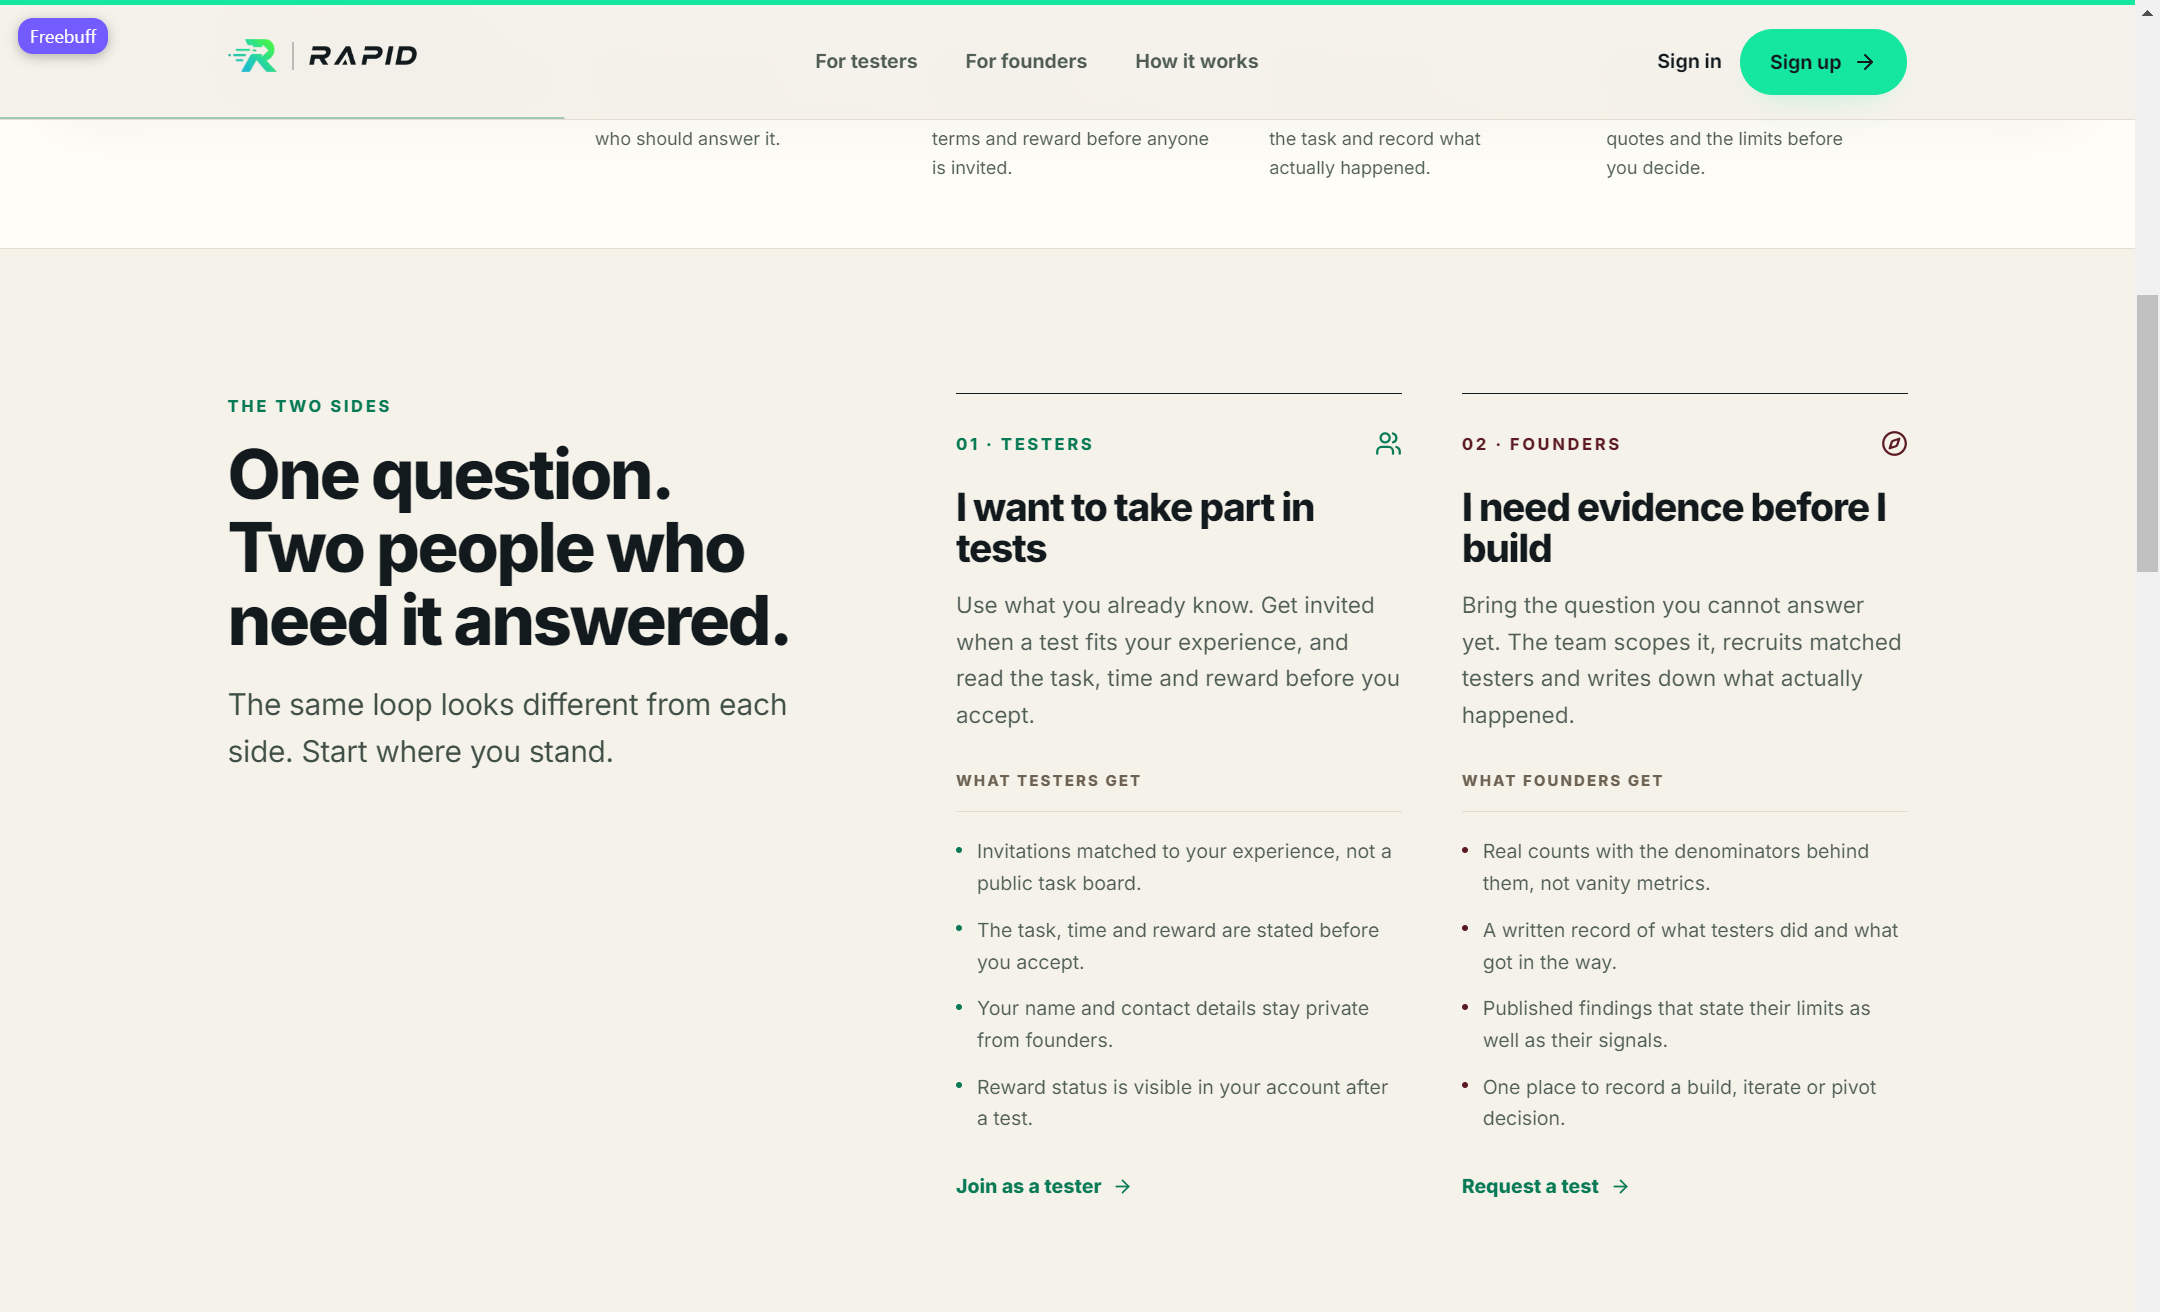 Freebuff
RAPID
For testers
For founders
How it works
Sign in
Sign up
who should answer it.
terms and reward before anyone
is invited.
the task and record what
actually happened.
quotes and the limits before
you decide.
THE TWO SIDES
One question.
Two people who
need it answered.
The same loop looks different from each
side. Start where you stand.
01 · TESTERS
I want to take part in
tests
Use what you already know. Get invited
when a test fits your experience, and
read the task, time and reward before you
accept.
WHAT TESTERS GET
Invitations matched to your experience, not a
public task board.
The task, time and reward are stated before
you accept.
Your name and contact details stay private
from founders.
Reward status is visible in your account after
a test.
Join as a tester
02 · FOUNDERS
I need evidence before I
build
Bring the question you cannot answer
yet. The team scopes it, recruits matched
testers and writes down what actually
happened.
WHAT FOUNDERS GET
Real counts with the denominators behind
them, not vanity metrics.
A written record of what testers did and what
got in the way.
Published findings that state their limits as
well as their signals.
One place to record a build, iterate or pivot
decision.
Request a test